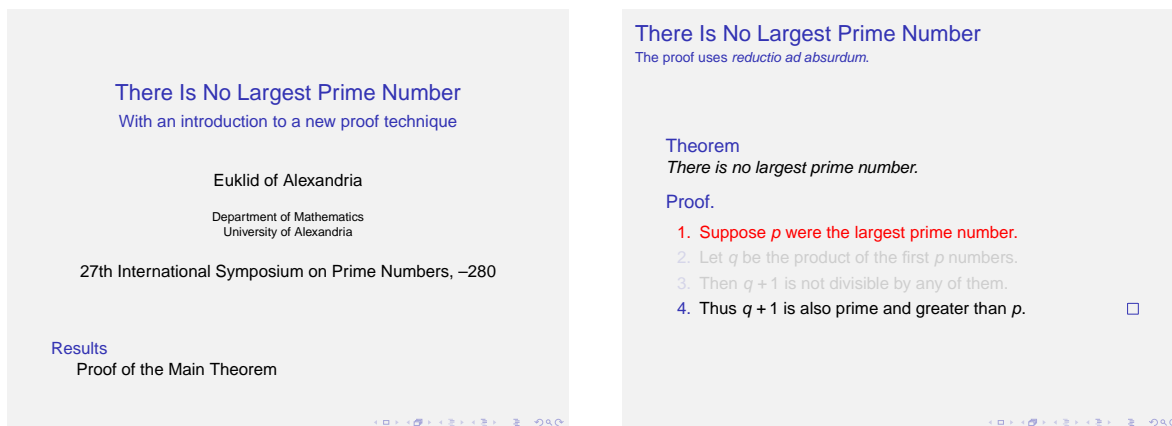 There Is No Largest Prime Number
With an introduction to a new proof technique
Euklid of Alexandria
Department of Mathematics
University of Alexandria
27th International Symposium on Prime Numbers, –280
Results
Proof of the Main Theorem
There Is No Largest Prime Number
The proof uses reductio ad absurdum.
Theorem
There is no largest prime number.
Proof.
1. Suppose p were the largest prime number.
2. Let q be the product of the first p numbers.
3. Then q + 1 is not divisible by any of them.
4. Thus q + 1 is also prime and greater than p.